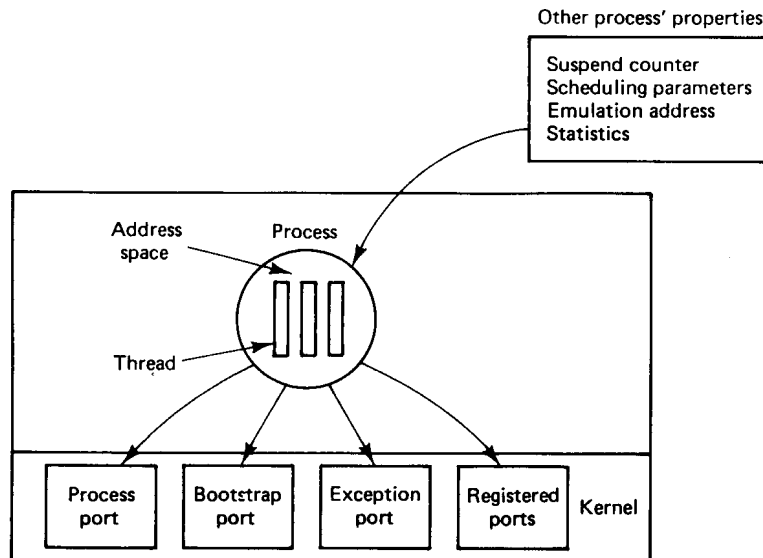 Other process' properties
Suspend counter
Scheduling parameters
Emulation address
Statistics
Address
space
Process
Thread
Process
port
Bootstrap
port
Exception
port
Registered
ports
Kernel